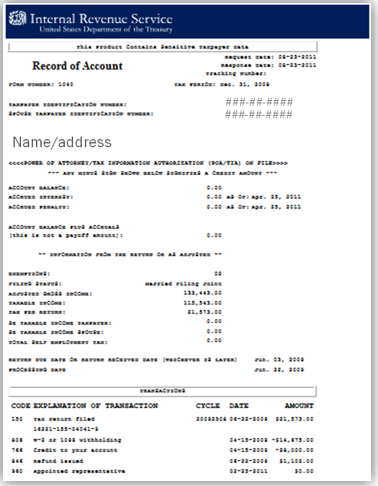 Internal Revenue Service
United States Department of the Treasury
This Product Contains Sensitive Taxpayer Data
Request Date: 08-23-2011
Response Date: 08-23-2011
Tracking Number:
Record of Account
FORM NUMBER: 1040
TAX PERIOD: Dec. 31, 2008
TAXPAYER IDENTIFICATION NUMBER: ###-##-####
SPOUSE TAXPAYER IDENTIFICATION NUMBER: ###-##-####
Name/address
<<<<POWER OF ATTORNEY/TAX INFORMATION AUTHORIZATION (POA/TIA) ON FILE>>>>
--- ANY MINUS SIGN SHOWN BELOW SIGNIFIES A CREDIT AMOUNT ---
ACCOUNT BALANCE: 0.00
ACCRUED INTEREST: 0.00 AS OF: Apr. 25, 2011
ACCRUED PENALTY: 0.00 AS OF: Apr. 25, 2011
ACCOUNT BALANCE PLUS ACCRUALS
(this is not a payoff amount): 0.00
** INFORMATION FROM THE RETURN OR AS ADJUSTED **
EXEMPTIONS: 02
FILING STATUS: Married Filing Joint
ADJUSTED GROSS INCOME: 133,443.00
TAXABLE INCOME: 115,543.00
TAX PER RETURN: 21,573.00
SE TAXABLE INCOME TAXPAYER: 0.00
SE TAXABLE INCOME SPOUSE: 0.00
TOTAL SELF EMPLOYMENT TAX: 0.00
RETURN DUE DATE OR RETURN RECEIVED DATE (WHICHEVER IS LATER) Jun. 03, 2009
PROCESSING DATE Jun. 22, 2009
TRANSACTIONS
CODE EXPLANATION OF TRANSACTION CYCLE DATE AMOUNT
150 Tax return filed 20092308 06-22-2009 $21,573.00
16221-155-04041-9
806 W-2 or 1099 withholding 04-15-2009 -$14,675.00
766 Credit to your account 04-15-2009 -$8,000.00
846 Refund issued 06-22-2009 $1,102.00
960 Appointed representative 02-25-2011 $0.00